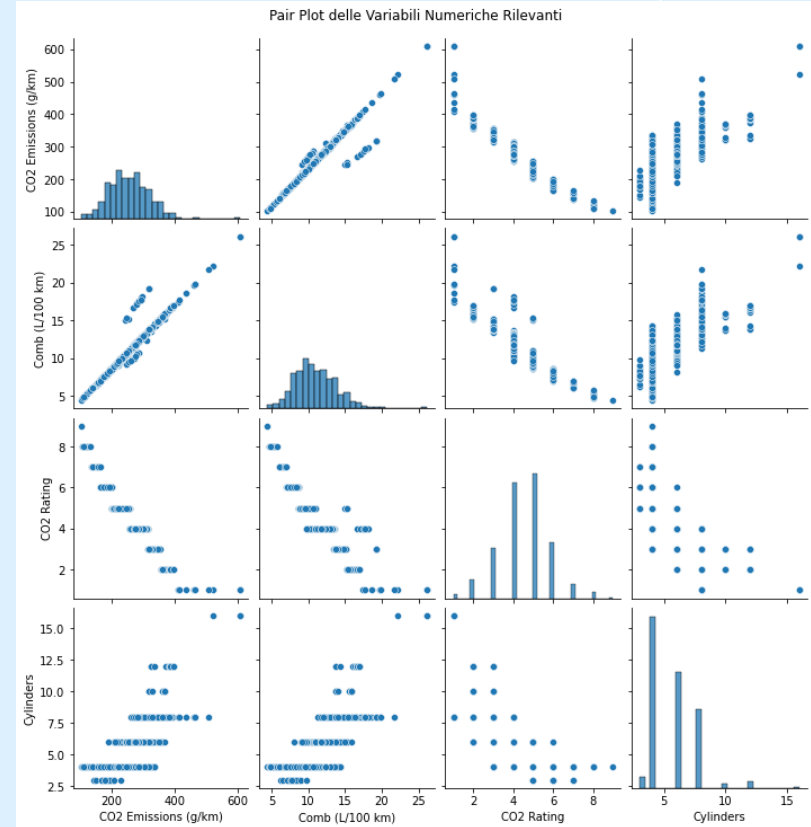 Pair Plot delle Variabili Numeriche Rilevanti
CO2 Emissions (g/km)
600
500
400
300
200
100
Comb (L/100 km)
25
20
15
10
5
CO2 Rating
8
6
4
2
Cylinders
15.0
12.5
10.0
7.5
5.0
2.5
200 400 600
CO2 Emissions (g/km)
5 10 15 20 25
Comb (L/100 km)
2 4 6 8
CO2 Rating
5 10 15
Cylinders